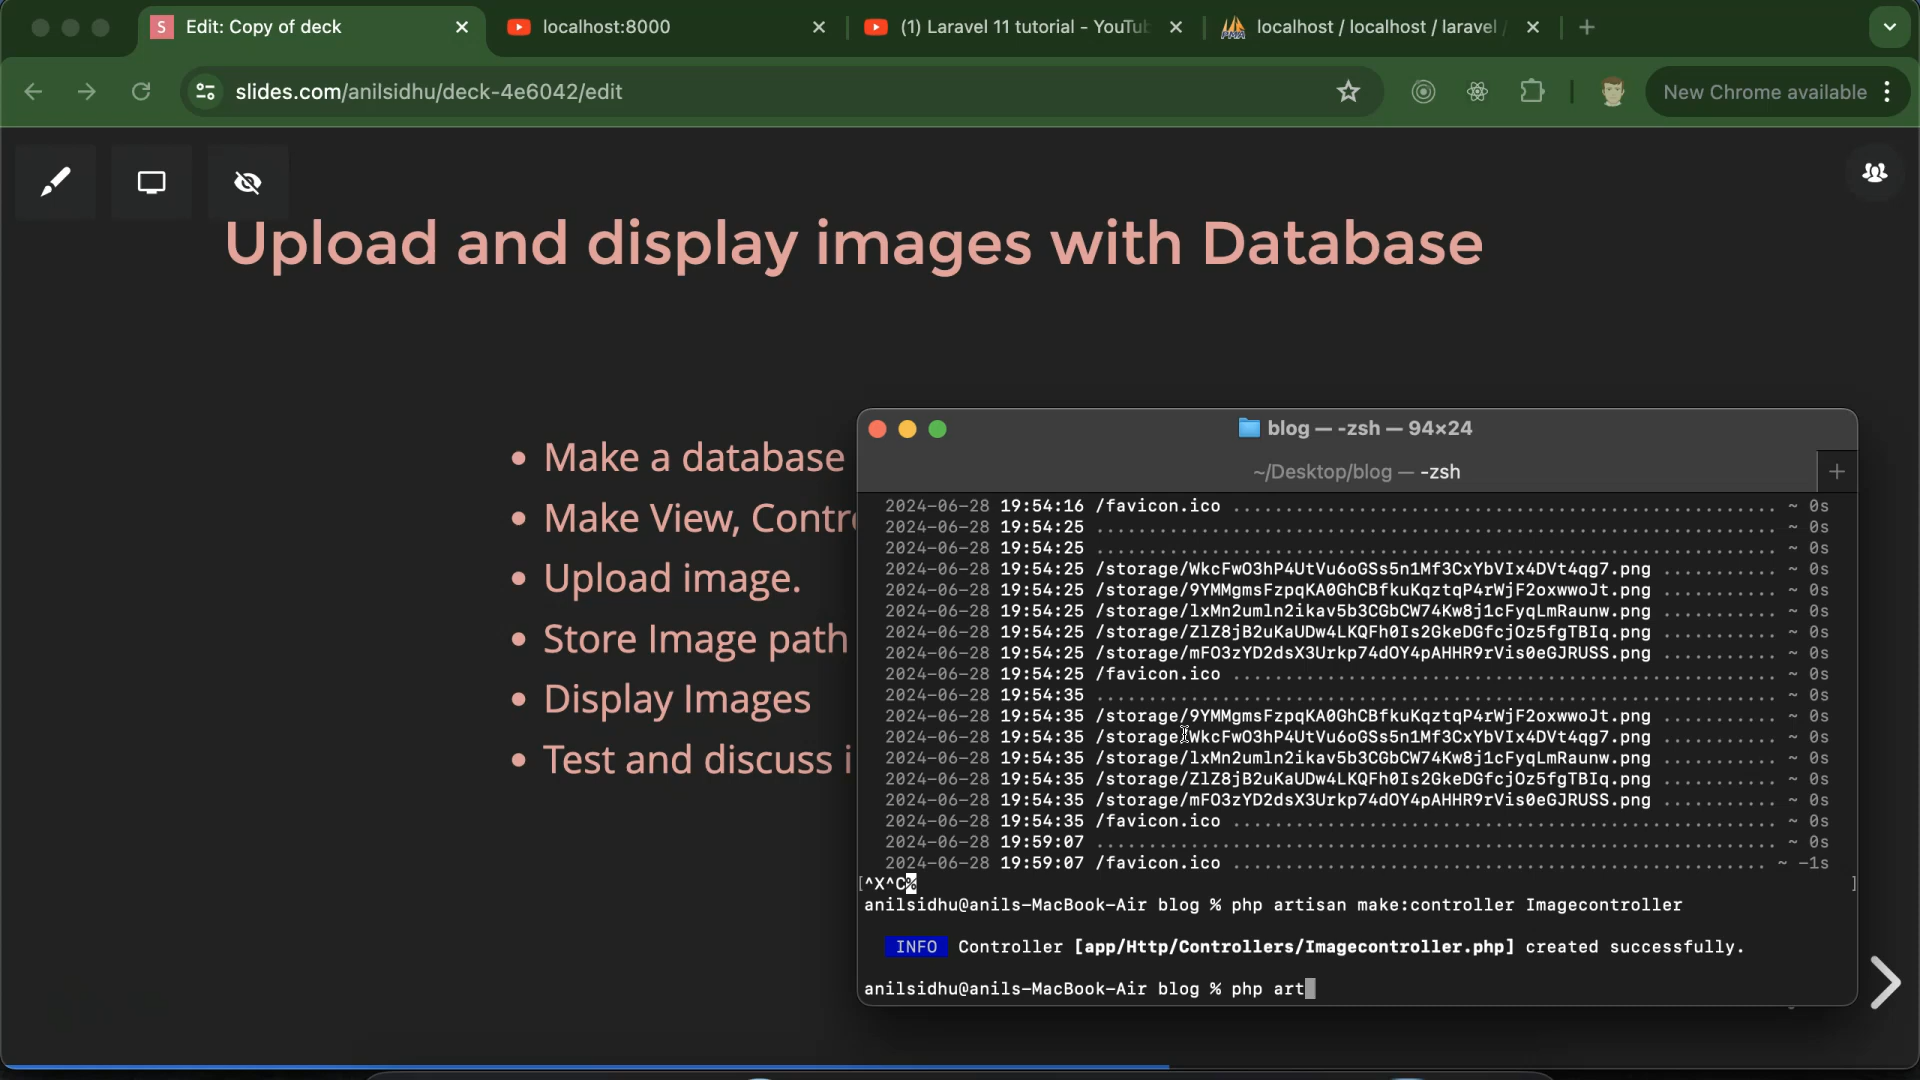 S Edit: Copy of deck
localhost:8000
(1) Laravel 11 tutorial - YouTub
localhost / localhost / laravel /
slides.com/anilsidhu/deck-4e6042/edit
New Chrome available
Upload and display images with Database
• Make a database
• Make View, Contro
• Upload image.
• Store Image path
• Display Images
• Test and discuss i
blog — -zsh — 94×24
~/Desktop/blog — -zsh
2024-06-28 19:54:16 /favicon.ico ................................................... ~ 0s
2024-06-28 19:54:25 ................................................................ ~ 0s
2024-06-28 19:54:25 ................................................................ ~ 0s
2024-06-28 19:54:25 /storage/WkcFwO3hP4UtVu6oGSs5n1Mf3CxYbVIx4DVt4qg7.png ........... ~ 0s
2024-06-28 19:54:25 /storage/9YMMgmsFzpqKA0GhCBfkuKqztqP4rWjF2oxwwoJt.png ........... ~ 0s
2024-06-28 19:54:25 /storage/lxMn2umln2ikav5b3CGbCW74Kw8j1cFyqLmRaunw.png ........... ~ 0s
2024-06-28 19:54:25 /storage/ZlZ8jB2uKaUDw4LKQFh0Is2GkeDGfcjOz5fgTBIq.png ........... ~ 0s
2024-06-28 19:54:25 /storage/mFO3zYD2dsX3Urkp74dOY4pAHHR9rVis0eGJRUSS.png ........... ~ 0s
2024-06-28 19:54:25 /favicon.ico ................................................... ~ 0s
2024-06-28 19:54:35 ................................................................ ~ 0s
2024-06-28 19:54:35 /storage/9YMMgmsFzpqKA0GhCBfkuKqztqP4rWjF2oxwwoJt.png ........... ~ 0s
2024-06-28 19:54:35 /storage/WkcFwO3hP4UtVu6oGSs5n1Mf3CxYbVIx4DVt4qg7.png ........... ~ 0s
2024-06-28 19:54:35 /storage/lxMn2umln2ikav5b3CGbCW74Kw8j1cFyqLmRaunw.png ........... ~ 0s
2024-06-28 19:54:35 /storage/ZlZ8jB2uKaUDw4LKQFh0Is2GkeDGfcjOz5fgTBIq.png ........... ~ 0s
2024-06-28 19:54:35 /storage/mFO3zYD2dsX3Urkp74dOY4pAHHR9rVis0eGJRUSS.png ........... ~ 0s
2024-06-28 19:54:35 /favicon.ico ................................................... ~ 0s
2024-06-28 19:59:07 ................................................................ ~ 0s
2024-06-28 19:59:07 /favicon.ico .................................................. ~ -1s
[^X^C% ]
anilsidhu@anils-MacBook-Air blog % php artisan make:controller Imagecontroller
INFO Controller [app/Http/Controllers/Imagecontroller.php] created successfully.
anilsidhu@anils-MacBook-Air blog % php art